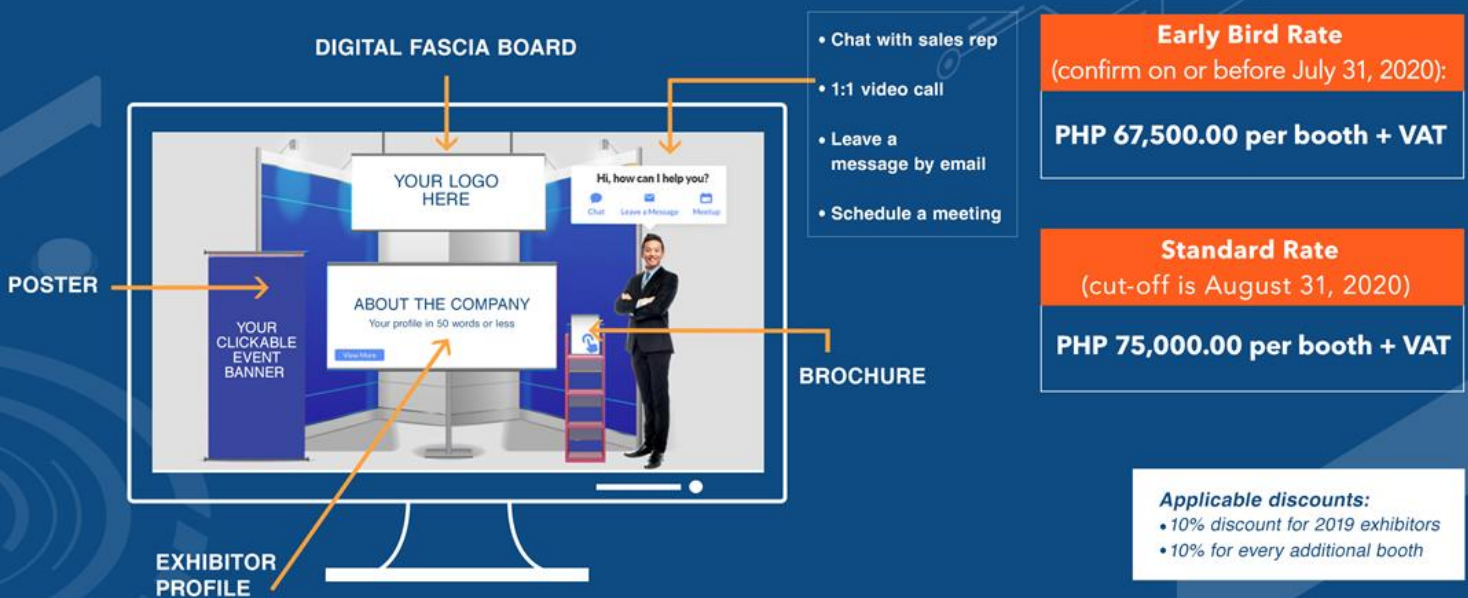 DIGITAL FASCIA BOARD
YOUR LOGO
HERE
Hi, how can I help you?
Chat
Leave a Message
Meetup
POSTER
YOUR
CLICKABLE
EVENT
BANNER
ABOUT THE COMPANY
Your profile in 50 words or less
View More
BROCHURE
EXHIBITOR
PROFILE
• Chat with sales rep
• 1:1 video call
• Leave a
message by email
• Schedule a meeting
Early Bird Rate
(confirm on or before July 31, 2020):
PHP 67,500.00 per booth + VAT
Standard Rate
(cut-off is August 31, 2020)
PHP 75,000.00 per booth + VAT
Applicable discounts:
• 10% discount for 2019 exhibitors
• 10% for every additional booth